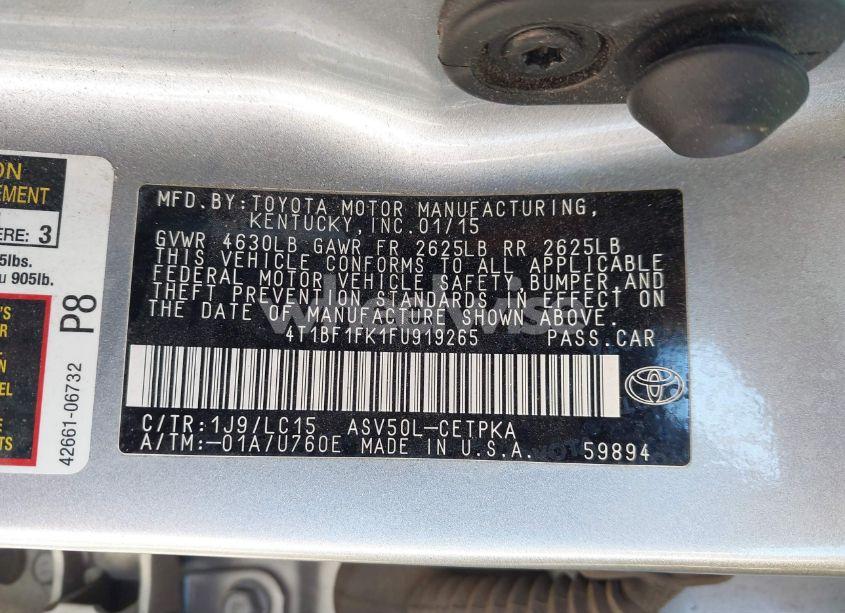 ON
EMENT
ERE: 3
5lbs.
u 905lb.
'S
R
N
EL
E
TS
P8
42661-06732
MFD.BY:TOYOTA MOTOR MANUFACTURING,
KENTUCKY,INC.01/15
GVWR 4630LB GAWR FR 2625LB RR 2625LB
THIS VEHICLE CONFORMS TO ALL APPLICABLE
FEDERAL MOTOR VEHICLE SAFETY BUMPER,AND
THEFT PREVENTION STANDARDS IN EFFECT ON
THE DATE OF MANUFACTURE SHOWN ABOVE.
4T1BF1FK1FU919265 PASS.CAR
C/TR:1J9/LC15 ASV50L-CETPKA
A/TM:-01A/U760E MADE IN U.S.A. 59894